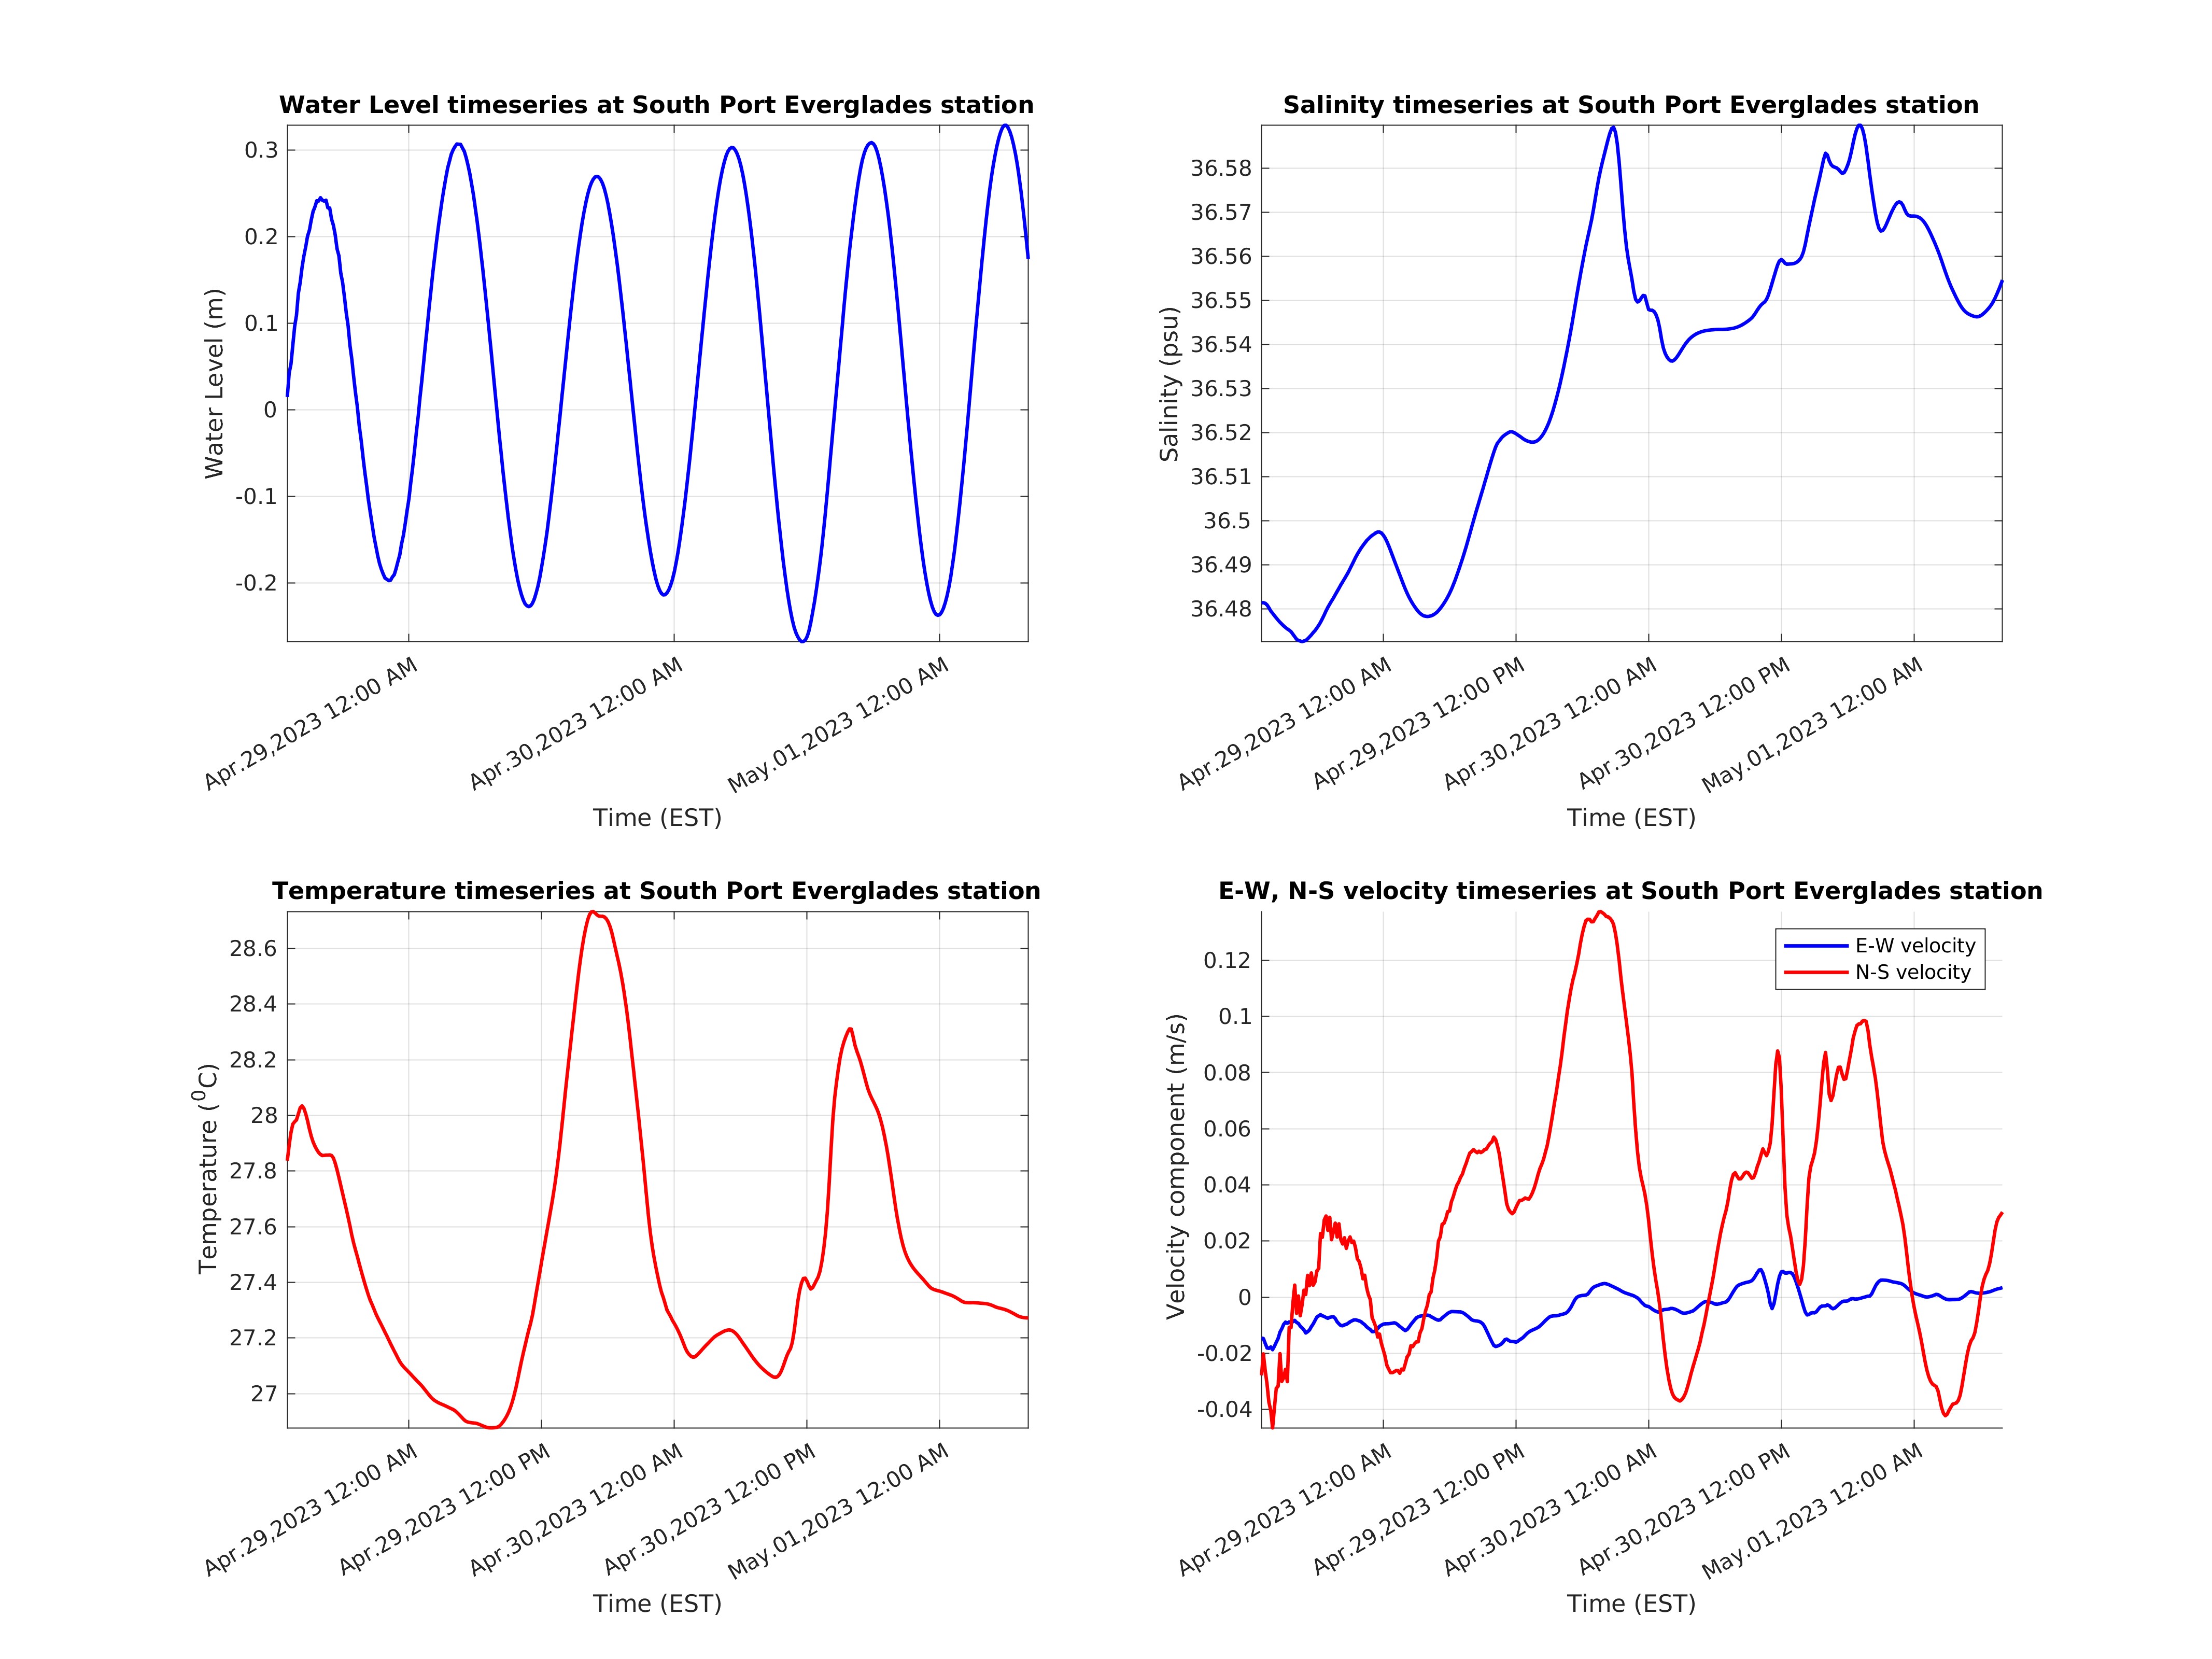 Water Level timeseries at South Port Everglades station
Water Level (m)
0.3
0.2
0.1
0
-0.1
-0.2
Apr.29,2023 12:00 AM
Apr.30,2023 12:00 AM
May.01,2023 12:00 AM
Time (EST)
Salinity timeseries at South Port Everglades station
Salinity (psu)
36.58
36.57
36.56
36.55
36.54
36.53
36.52
36.51
36.5
36.49
36.48
Apr.29,2023 12:00 AM
Apr.29,2023 12:00 PM
Apr.30,2023 12:00 AM
Apr.30,2023 12:00 PM
May.01,2023 12:00 AM
Time (EST)
Temperature timeseries at South Port Everglades station
Temperature (⁰C)
28.6
28.4
28.2
28
27.8
27.6
27.4
27.2
27
Apr.29,2023 12:00 AM
Apr.29,2023 12:00 PM
Apr.30,2023 12:00 AM
Apr.30,2023 12:00 PM
May.01,2023 12:00 AM
Time (EST)
E-W, N-S velocity timeseries at South Port Everglades station
Velocity component (m/s)
E-W velocity
N-S velocity
0.12
0.1
0.08
0.06
0.04
0.02
0
-0.02
-0.04
Apr.29,2023 12:00 AM
Apr.29,2023 12:00 PM
Apr.30,2023 12:00 AM
Apr.30,2023 12:00 PM
May.01,2023 12:00 AM
Time (EST)